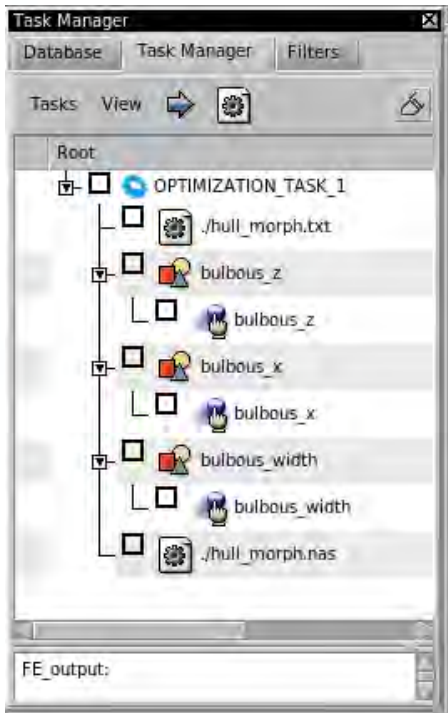 Task Manager
Database Task Manager Filters
Tasks View
Root
OPTIMIZATION_TASK_1
./hull_morph.txt
bulbous_z
bulbous_z
bulbous_x
bulbous_x
bulbous_width
bulbous_width
./hull_morph.nas
FE_output: